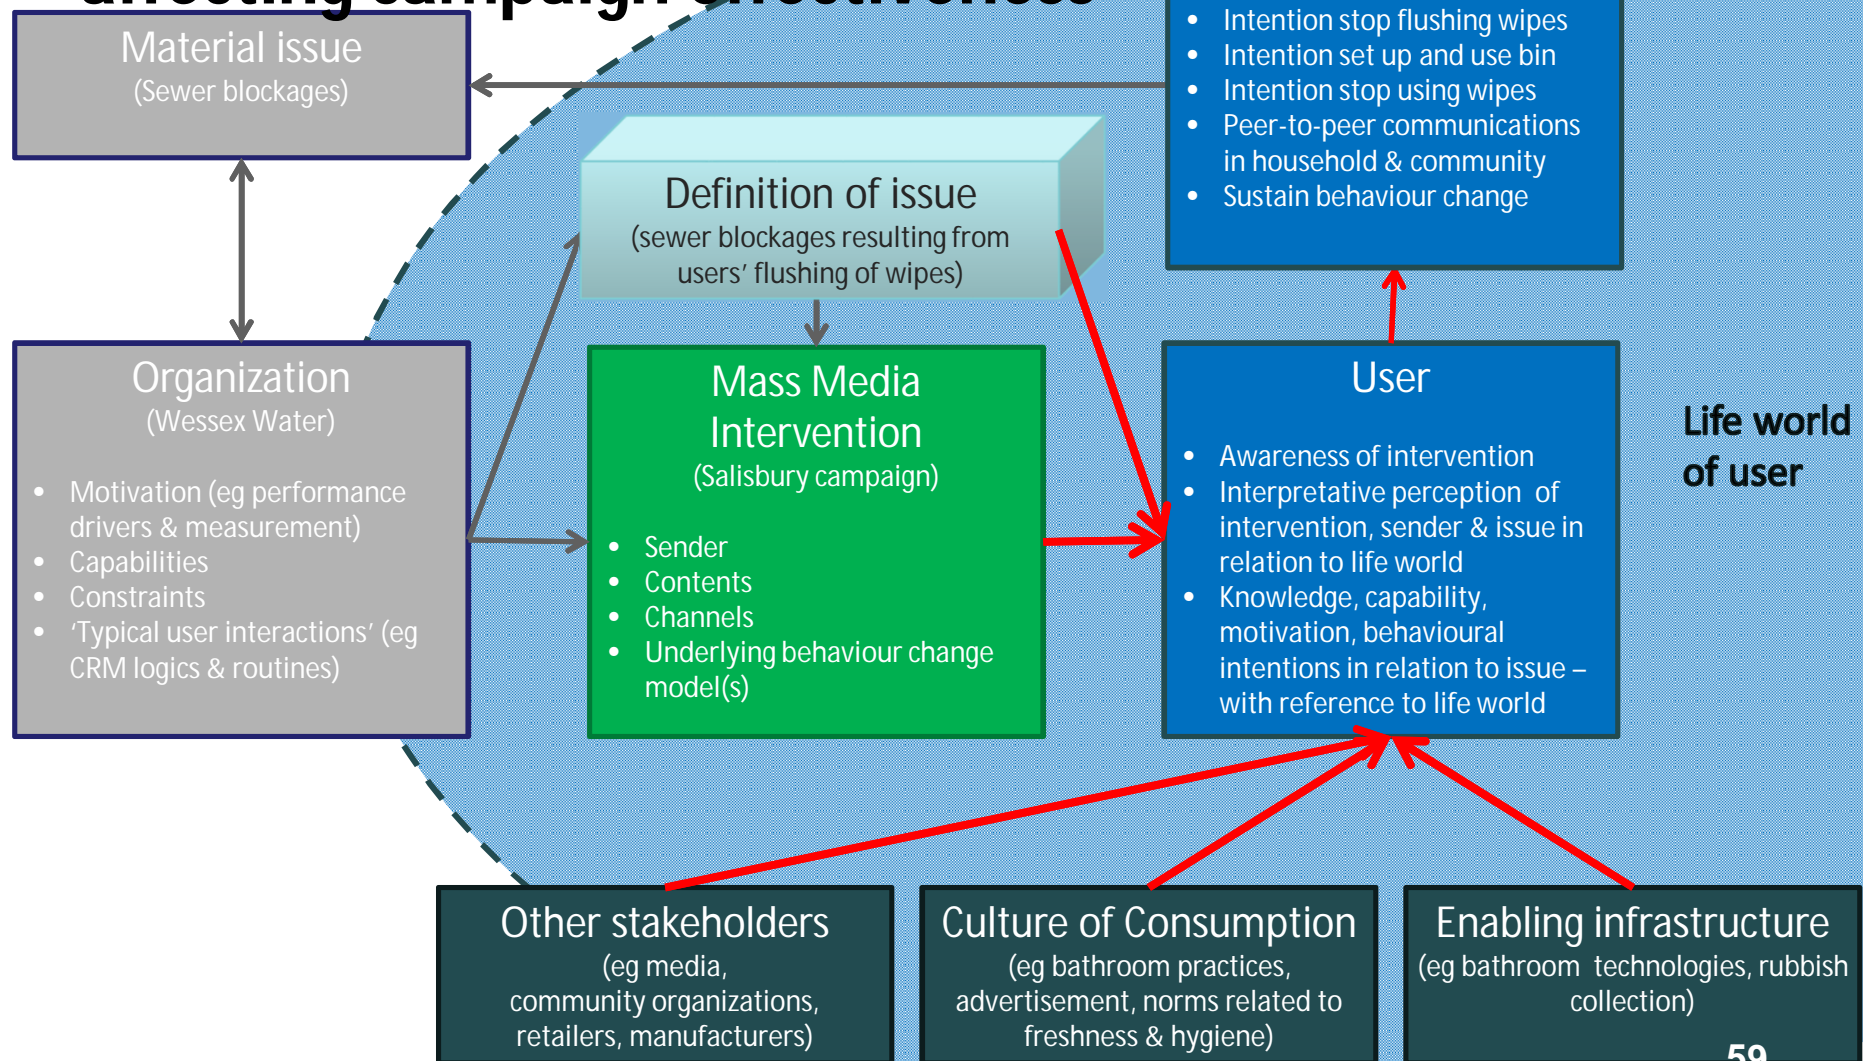 affecting campaign effectiveness
Material issue
(Sewer blockages)
• Intention stop flushing wipes
• Intention set up and use bin
• Intention stop using wipes
• Peer-to-peer communications
in household & community
• Sustain behaviour change
Definition of issue
(sewer blockages resulting from
users’ flushing of wipes)
Organization
(Wessex Water)
• Motivation (eg performance
drivers & measurement)
• Capabilities
• Constraints
• ‘Typical user interactions’ (eg
CRM logics & routines)
Mass Media
Intervention
(Salisbury campaign)
• Sender
• Contents
• Channels
• Underlying behaviour change
model(s)
User
• Awareness of intervention
• Interpretative perception of
intervention, sender & issue in
relation to life world
• Knowledge, capability,
motivation, behavioural
intentions in relation to issue –
with reference to life world
Life world
of user
Other stakeholders
(eg media,
community organizations,
retailers, manufacturers)
Culture of Consumption
(eg bathroom practices,
advertisement, norms related to
freshness & hygiene)
Enabling infrastructure
(eg bathroom technologies, rubbish
collection)
59